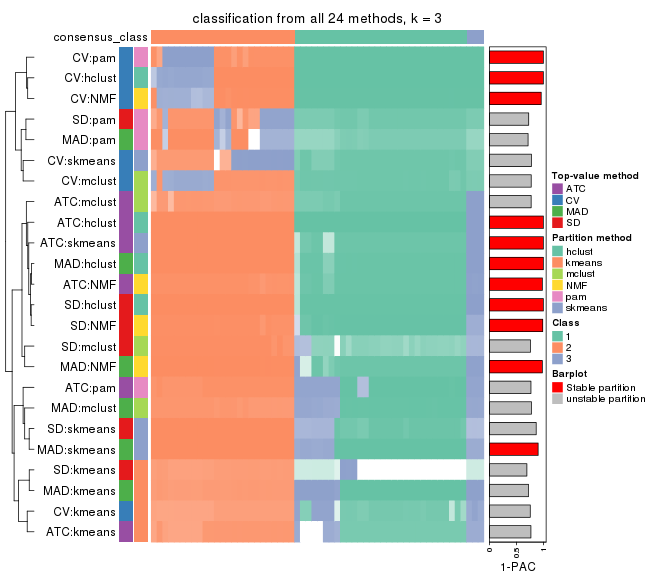 classification from all 24 methods, k = 3
consensus_class
CV:pam
CV:hclust
CV:NMF
SD:pam
MAD:pam
CV:skmeans
CV:mclust
ATC:mclust
ATC:hclust
ATC:skmeans
MAD:hclust
ATC:NMF
SD:hclust
SD:NMF
SD:mclust
MAD:NMF
ATC:pam
MAD:mclust
SD:skmeans
MAD:skmeans
SD:kmeans
MAD:kmeans
CV:kmeans
ATC:kmeans
0
0.5
1
1-PAC
Top-value method
ATC
CV
MAD
SD
Partition method
hclust
kmeans
mclust
NMF
pam
skmeans
Class
1
2
3
Barplot
Stable partition
unstable partition